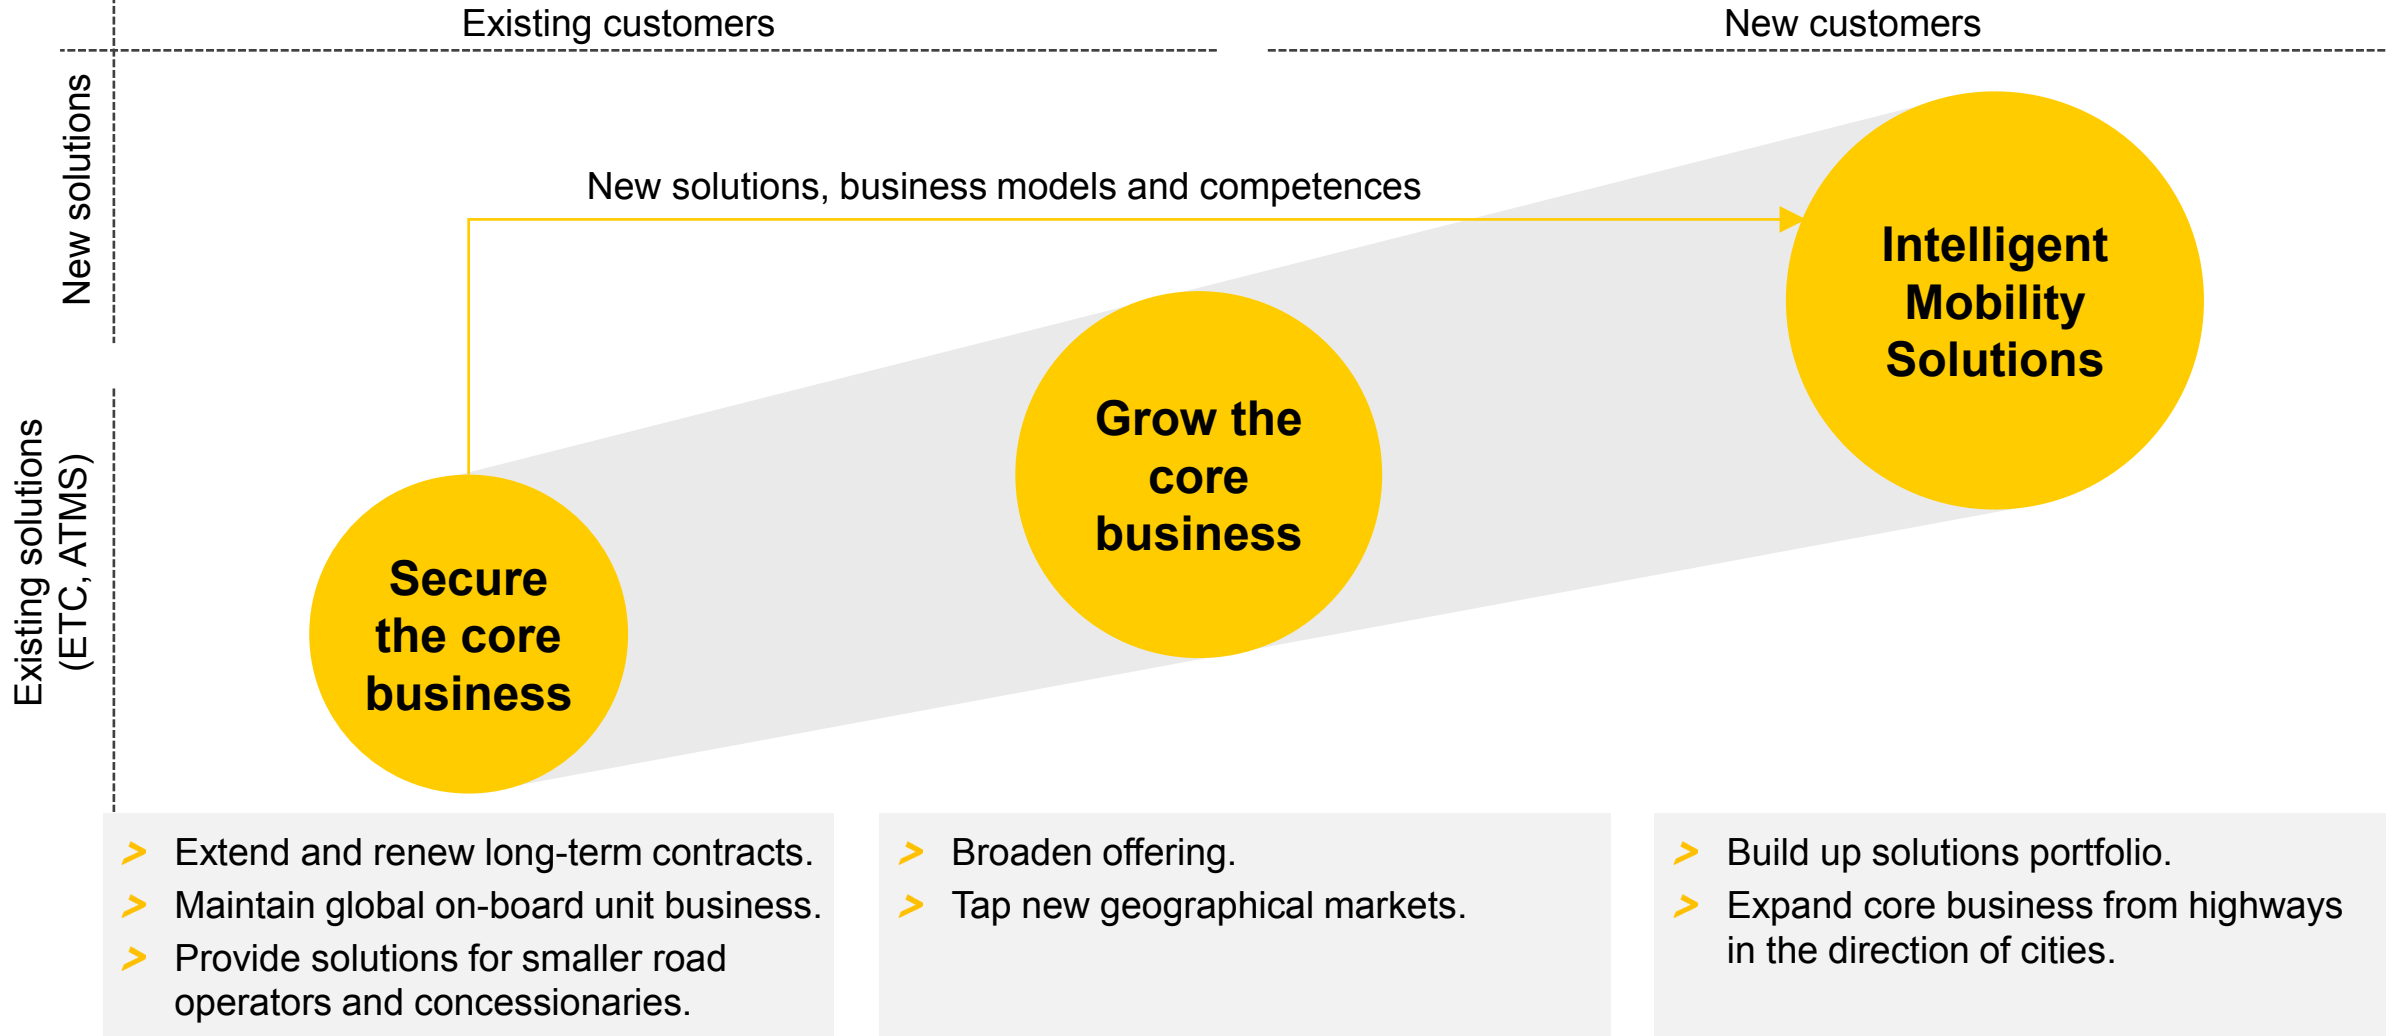 Existing customers
New customers
New solutions
New solutions, business models and competences
Intelligent
Mobility
Solutions
Grow the
core
business
Existing solutions
(ETC, ATMS)
Secure
the core
business
> Extend and renew long-term contracts.
> Maintain global on-board unit business.
> Provide solutions for smaller road
operators and concessionaries.
> Broaden offering.
> Tap new geographical markets.
> Build up solutions portfolio.
> Expand core business from highways
in the direction of cities.